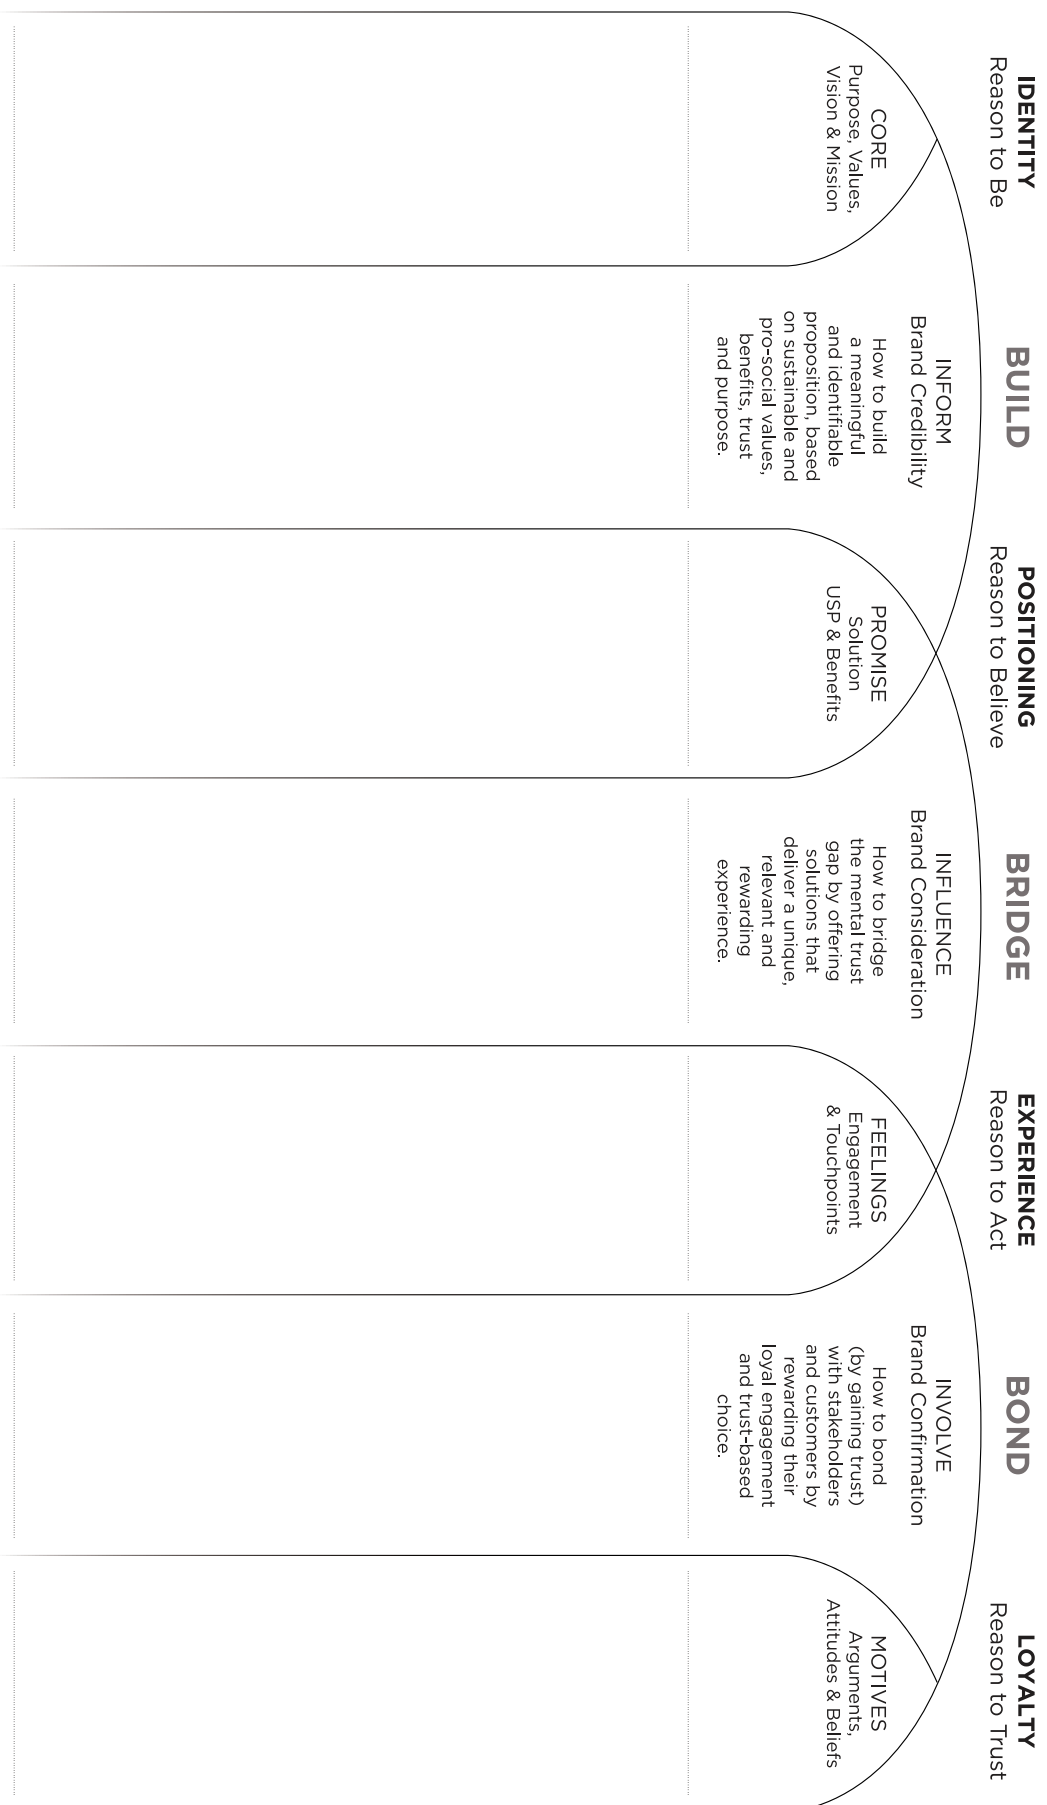 IDENTITY
Reason to Be
CORE
Purpose, Values,
Vision & Mission
BUILD
INFORM
Brand Credibility
How to build
a meaningful
and identifiable
proposition, based
on sustainable and
pro-social values,
benefits, trust
and purpose.
POSITIONING
Reason to Believe
PROMISE
Solution
USP & Benefits
BRIDGE
INFLUENCE
Brand Consideration
How to bridge
the mental trust
gap by offering
solutions that
deliver a unique,
relevant and
rewarding
experience.
EXPERIENCE
Reason to Act
FEELINGS
Engagement
& Touchpoints
BOND
INVOLVE
Brand Confirmation
How to bond
(by gaining trust)
with stakeholders
and customers by
rewarding their
loyal engagement
and trust-based
choice.
LOYALTY
Reason to Trust
MOTIVES
Arguments,
Attitudes & Beliefs